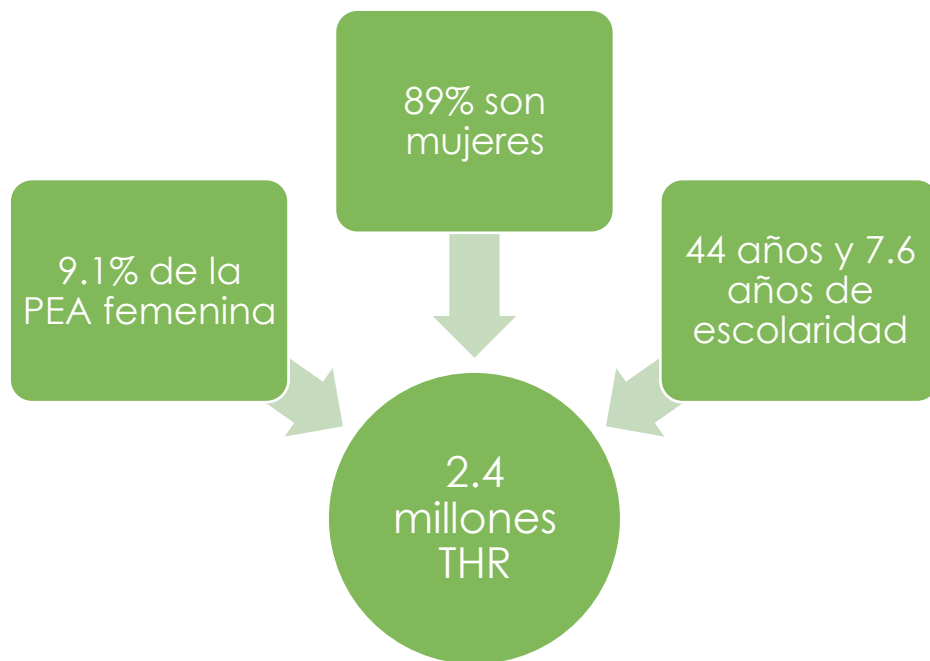 89% son
mujeres
9.1% de la
PEA femenina
44 años y 7.6
años de
escolaridad
2.4
millones
THR